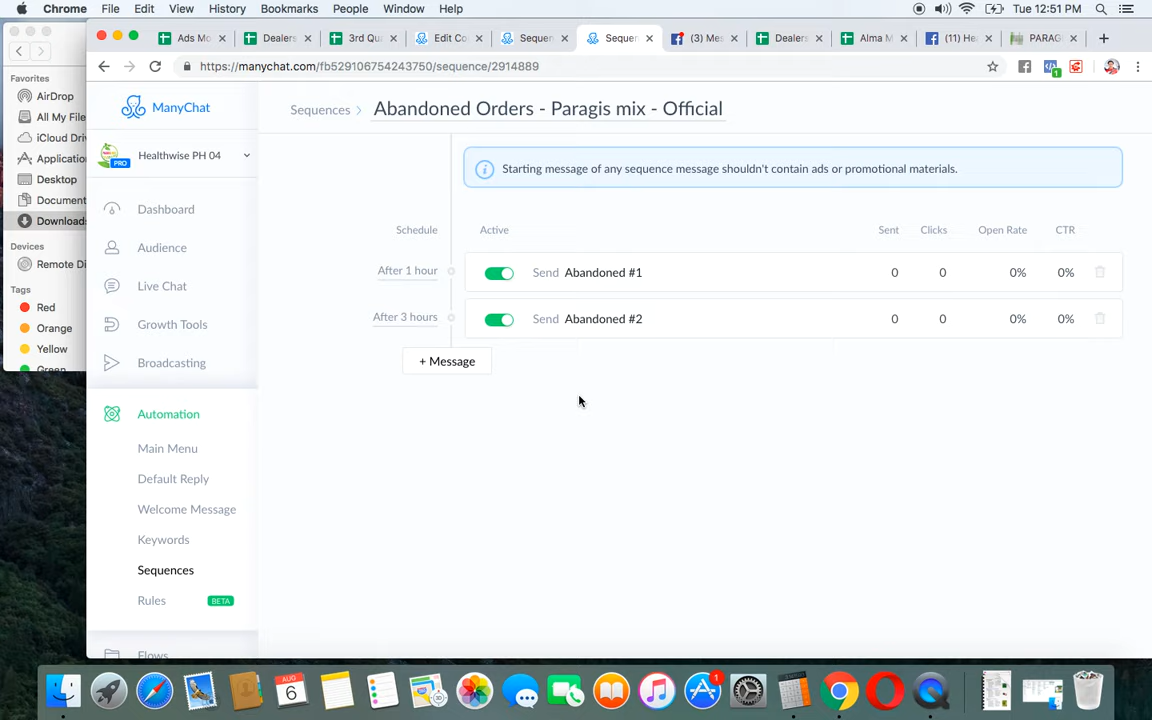 Chrome File Edit View History Bookmarks People Window Help Tue 12:51 PM
Ads Mo Dealers 3rd Qu Edit Co Sequen Sequen (3) Mes Dealers Alma M (11) He PARAG
https://manychat.com/fb529106754243750/sequence/2914889
1
Favorites
AirDrop
All My File
iCloud Driv
Applicatio
Desktop
Document
Downloads
Devices
Remote Di
Tags
Red
Orange
Yellow
Green
ManyChat
PRO Healthwise PH 04
Dashboard
Audience
Live Chat
Growth Tools
Broadcasting
Automation
Main Menu
Default Reply
Welcome Message
Keywords
Sequences
Rules BETA
Flows
Sequences > Abandoned Orders - Paragis mix - Official
Starting message of any sequence message shouldn't contain ads or promotional materials.
Schedule Active Sent Clicks Open Rate CTR
After 1 hour Send Abandoned #1 0 0 0% 0%
After 3 hours Send Abandoned #2 0 0 0% 0%
+ Message
AUG
6
1